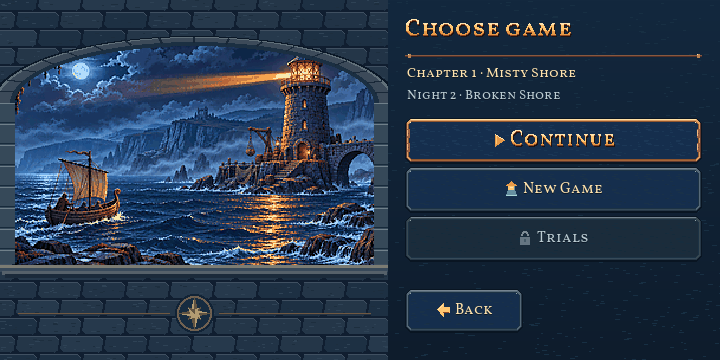 Choose game
Chapter 1 · Misty Shore
Night 2 · Broken Shore
Continue
New Game
Trials
Back